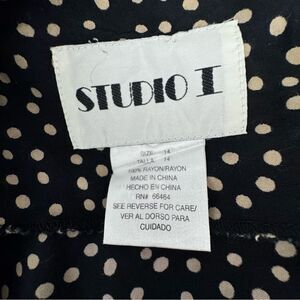 STUDIO I
SIZE: 14
TALLA: 14
100% RAYON/RAYON
MADE IN CHINA
HECHO EN CHINA
RN# 66464
SEE REVERSE FOR CARE/
VER AL DORSO PARA
CUIDADO